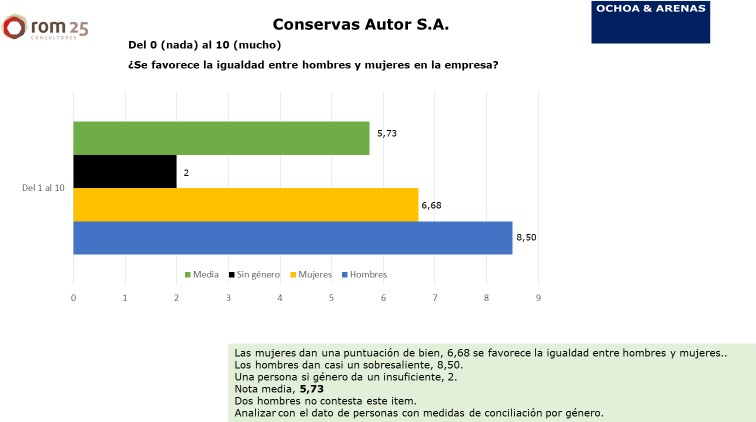 rom 25
CONSULTORES
Conservas Autor S.A.
OCHOA & ARENAS
Del 0 (nada) al 10 (mucho)
¿Se favorece la igualdad entre hombres y mujeres en la empresa?
5,73
2
Del 1 al 10
6,68
8,50
Media Sin género Mujeres Hombres
0 1 2 3 4 5 6 7 8 9
Las mujeres dan una puntuación de bien, 6,68 se favorece la igualdad entre hombres y mujeres..
Los hombres dan casi un sobresaliente, 8,50.
Una persona si género da un insuficiente, 2.
Nota media, 5,73
Dos hombres no contesta este item.
Analizar con el dato de personas con medidas de conciliación por género.